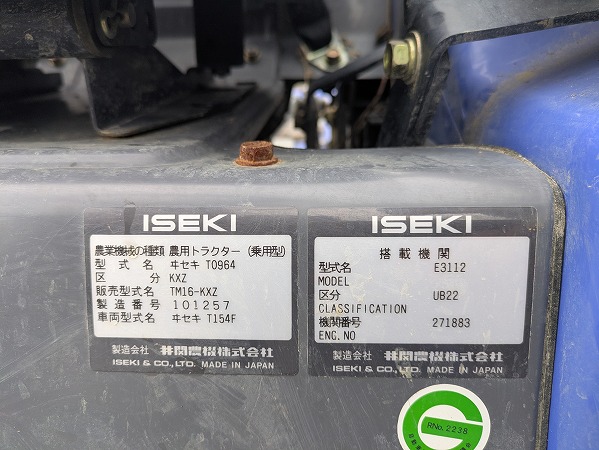 ISEKI
農業機械の種類 農用トラクター (乗用型)
型式名 ヰセキ T0964
区分 KXZ
販売型式名 TM16-KXZ
製造番号 101257
車両型式名 ヰセキ T154F
製造会社 井関農機株式会社
ISEKI & CO., LTD. MADE IN JAPAN
ISEKI
搭載機関
型式名 E3112
MODEL
区分 UB22
CLASSIFICATION
機関番号 271883
ENG.NO
製造会社 井関農機株式会社
ISEKI & CO., LTD. MADE IN JAPAN
RNo.2238